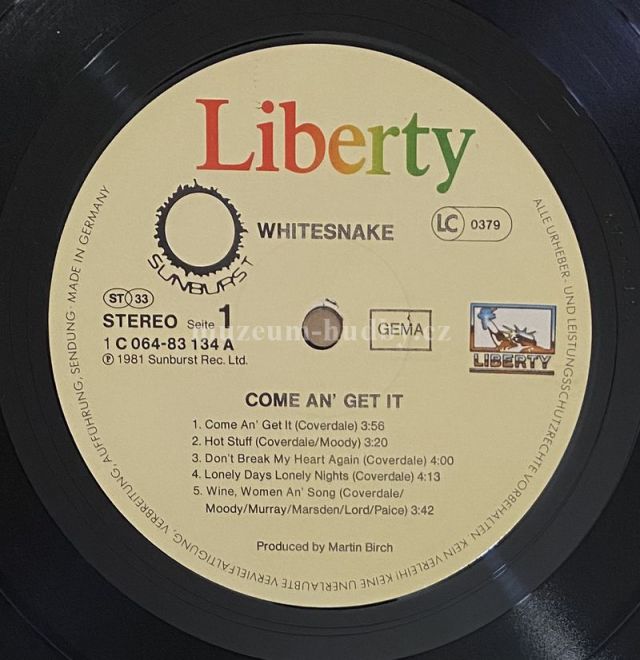 Liberty
SUNBURST
WHITESNAKE
LC 0379
ST 33
STEREO Seite 1
1 C 064-83 134 A
℗ 1981 Sunburst Rec. Ltd.
GEMA
LIBERTY
muzeum-hudby.cz
COME AN' GET IT
1. Come An' Get It (Coverdale) 3:56
2. Hot Stuff (Coverdale/Moody) 3:20
3. Don't Break My Heart Again (Coverdale) 4:00
4. Lonely Days Lonely Nights (Coverdale) 4:13
5. Wine, Women An' Song (Coverdale/
Moody/Murray/Marsden/Lord/Paice) 3:42
Produced by Martin Birch
ALLE URHEBER- UND LEISTUNGSSCHUTZRECHTE VORBEHALTEN. KEIN VERLEIH! KEINE UNERLAUBTE VERVIELFÄLTIGUNG, VERBREITUNG, AUFFÜHRUNG, SENDUNG · MADE IN GERMANY